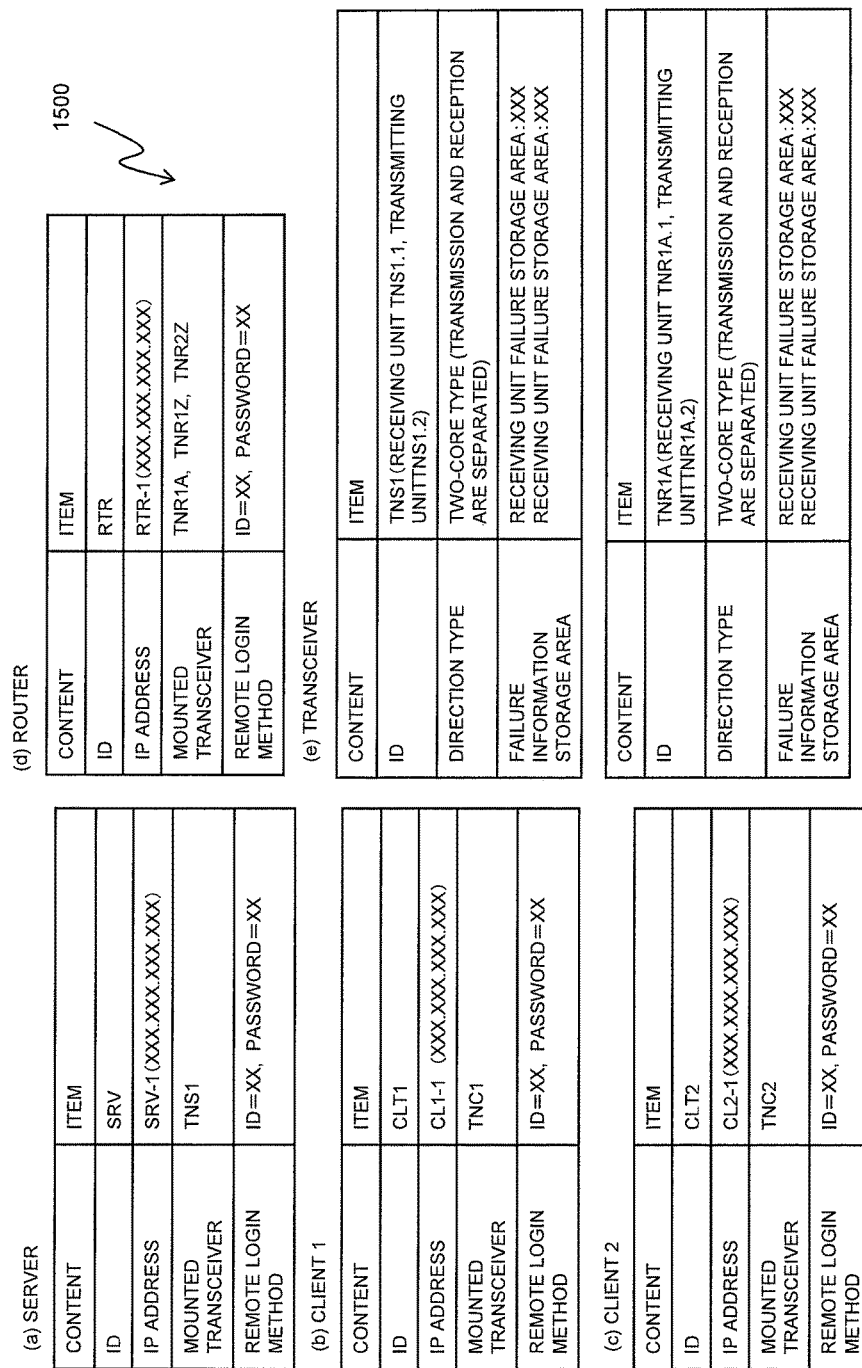 (a) SERVER
CONTENT ITEM
ID SRV
IP ADDRESS SRV-1(XXX.XXX.XXX.XXX)
MOUNTED
TRANSCEIVER TNS1
REMOTE LOGIN
METHOD ID=XX, PASSWORD=XX
(b) CLIENT 1
CONTENT ITEM
ID CLT1
IP ADDRESS CL1-1 (XXX.XXX.XXX.XXX)
MOUNTED
TRANSCEIVER TNC1
REMOTE LOGIN
METHOD ID=XX, PASSWORD=XX
(c) CLIENT 2
CONTENT ITEM
ID CLT2
IP ADDRESS CL2-1(XXX.XXX.XXX.XXX)
MOUNTED
TRANSCEIVER TNC2
REMOTE LOGIN
METHOD ID=XX, PASSWORD=XX
(d) ROUTER
1500
CONTENT ITEM
ID RTR
IP ADDRESS RTR-1(XXX.XXX.XXX.XXX)
MOUNTED
TRANSCEIVER TNR1A, TNR1Z, TNR2Z
REMOTE LOGIN
METHOD ID=XX, PASSWORD=XX
(e) TRANSCEIVER
CONTENT ITEM
ID TNS1(RECEIVING UNIT TNS1.1, TRANSMITTING
UNITTNS1.2)
DIRECTION TYPE TWO-CORE TYPE (TRANSMISSION AND RECEPTION
ARE SEPARATED)
FAILURE
INFORMATION
STORAGE AREA RECEIVING UNIT FAILURE STORAGE AREA:XXX
RECEIVING UNIT FAILURE STORAGE AREA:XXX
CONTENT ITEM
ID TNR1A(RECEIVING UNIT TNR1A.1, TRANSMITTING
UNITTNR1A.2)
DIRECTION TYPE TWO-CORE TYPE (TRANSMISSION AND RECEPTION
ARE SEPARATED)
FAILURE
INFORMATION
STORAGE AREA RECEIVING UNIT FAILURE STORAGE AREA:XXX
RECEIVING UNIT FAILURE STORAGE AREA:XXX